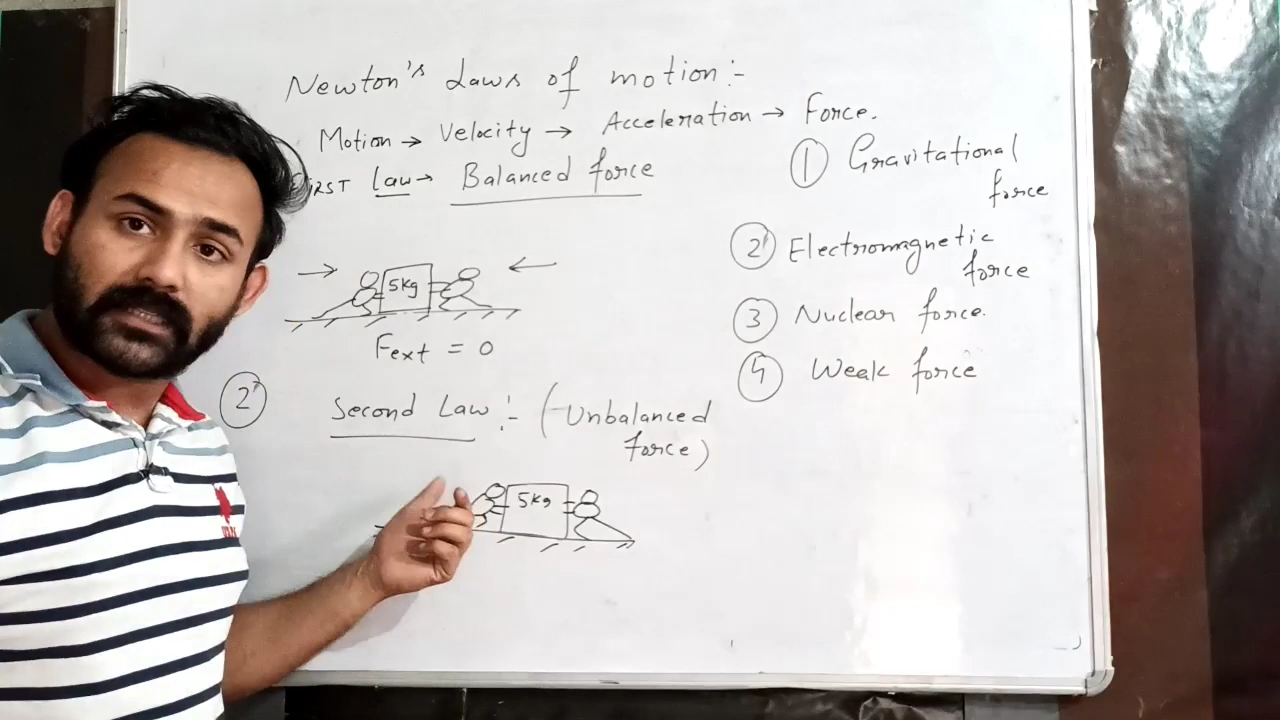 Newton's Laws of motion:-
Motion → Velocity → Acceleration → Force.
FIRST Law → Balanced force
5kg
Fext = 0
2 Second Law :- (Unbalanced
force)
5kg
1 Gravitational
force
2 Electromagnetic
force
3 Nuclear force.
4 Weak force